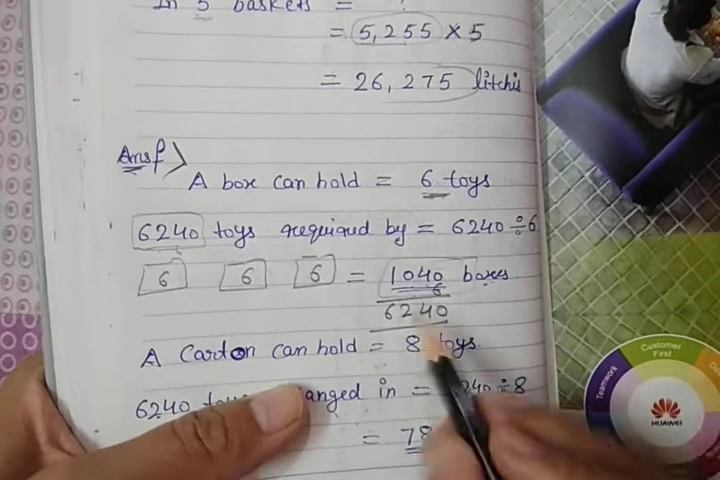 In 5 baskets =
= 5,255 × 5
= 26,275 litchis
Ans f >
A box can hold = 6 toys
6240 toys required by = 6240 ÷ 6
6 6 6 = 1040 boxes
6
6240
A Carton can hold = 8 toys
6240 in = 240 ÷ 8
= 78
Customer First
Teamwork
HUAWEI